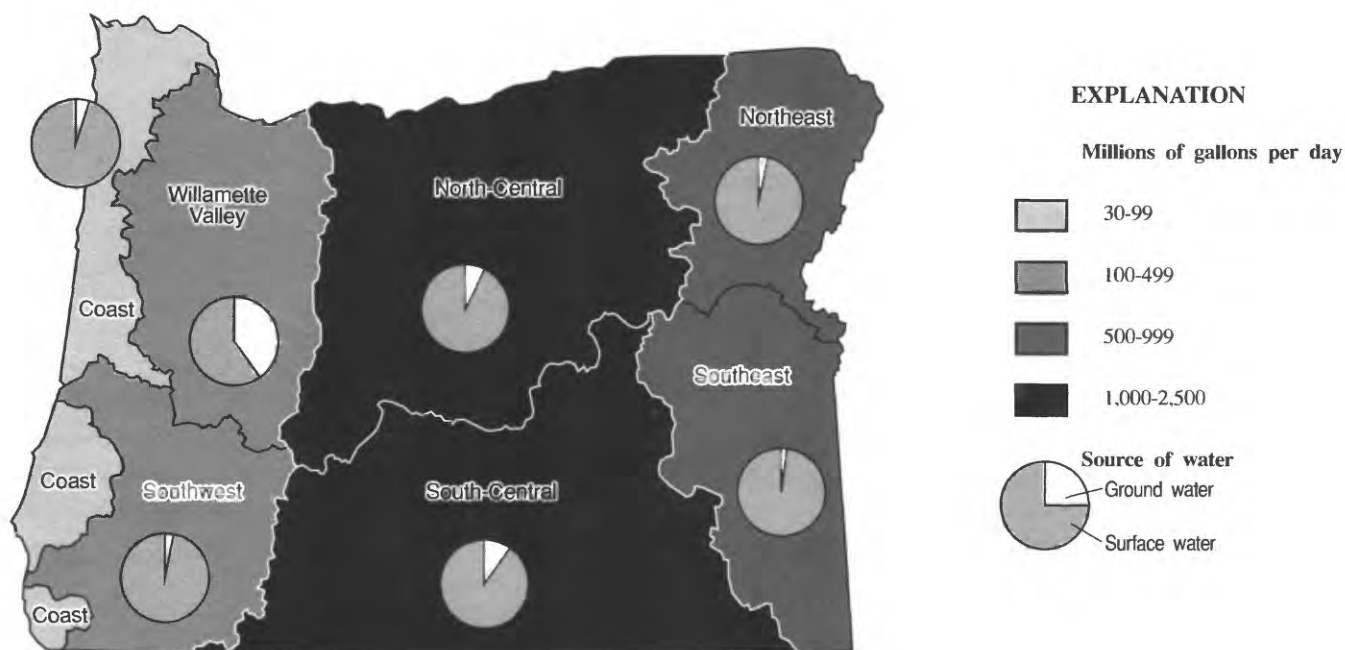 Northeast
Willamette
Valley
North-Central
Coast
Southeast
Coast
Southwest
South-Central
Coast
EXPLANATION
Millions of gallons per day
30-99
100-499
500-999
1,000-2,500
Source of water
Ground water
Surface water